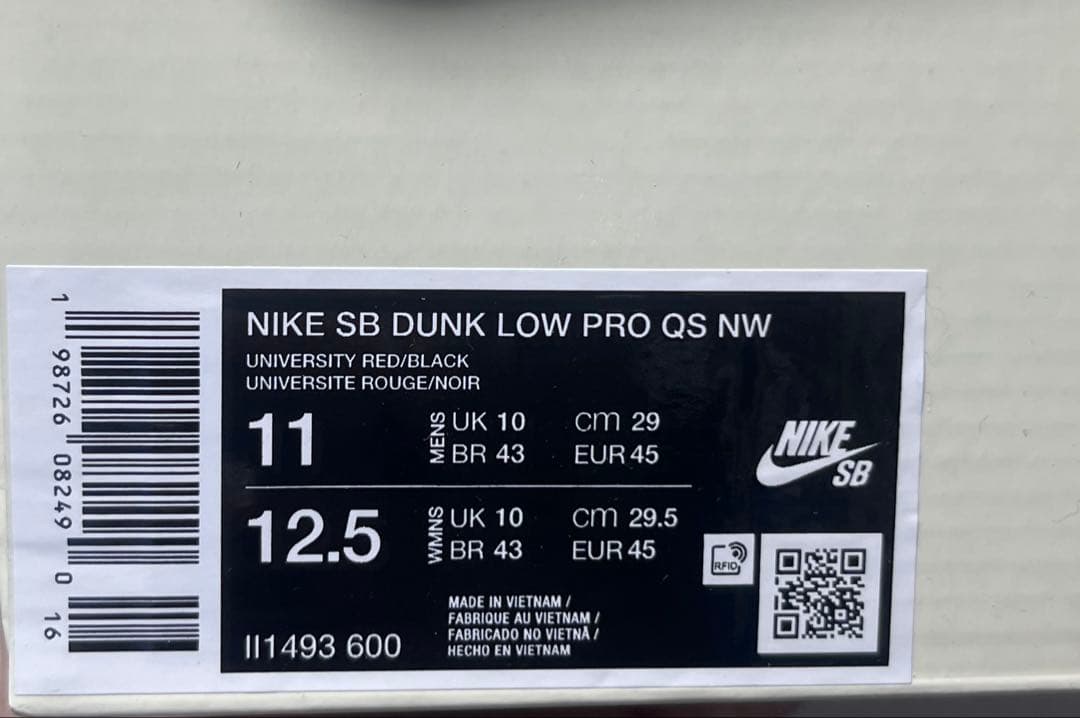 1 98726 08249 0 16
NIKE SB DUNK LOW PRO QS NW
UNIVERSITY RED/BLACK
UNIVERSITE ROUGE/NOIR
11
MENS
UK 10 cm 29
BR 43 EUR 45
12.5
WMNS
UK 10 cm 29.5
BR 43 EUR 45
NIKE
SB
RFID
MADE IN VIETNAM /
FABRIQUE AU VIETNAM /
FABRICADO NO VIETNÃ /
HECHO EN VIETNAM
II1493 600